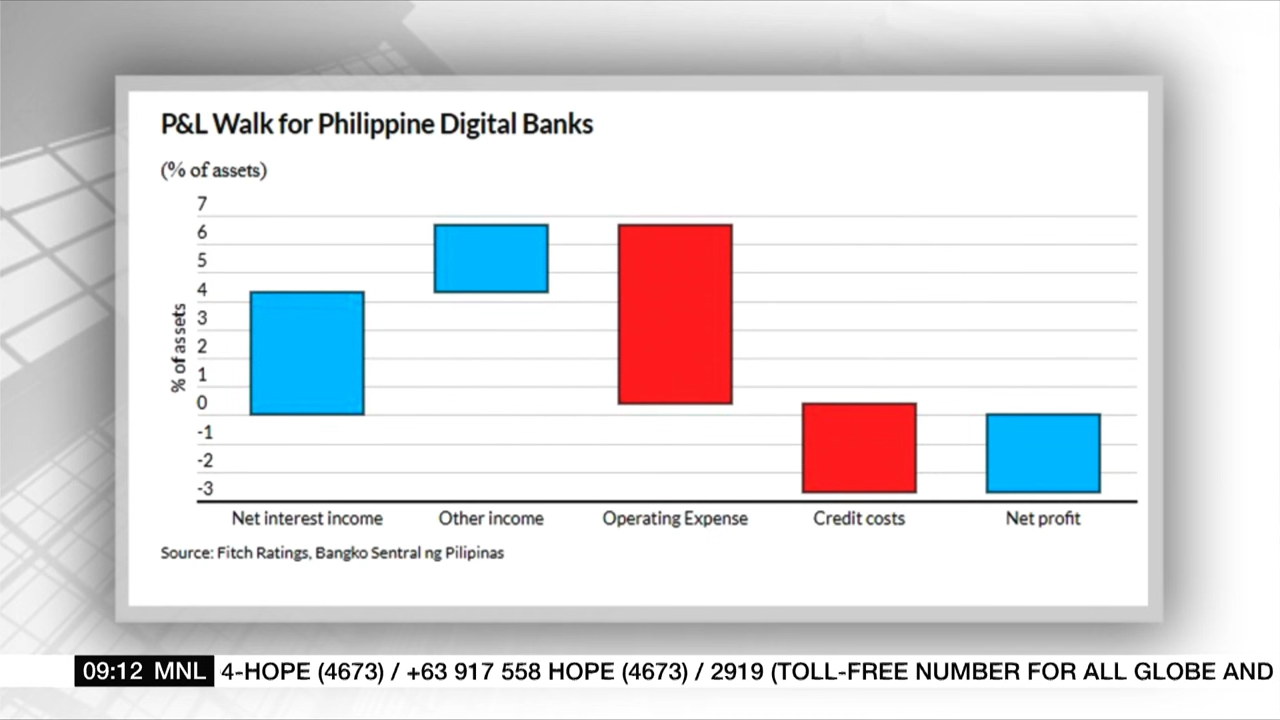 P&L Walk for Philippine Digital Banks
(% of assets)
% of assets
7
6
5
4
3
2
1
0
-1
-2
-3
Net interest income Other income Operating Expense Credit costs Net profit
Source: Fitch Ratings, Bangko Sentral ng Pilipinas
09:12 MNL 4-HOPE (4673) / +63 917 558 HOPE (4673) / 2919 (TOLL-FREE NUMBER FOR ALL GLOBE AND